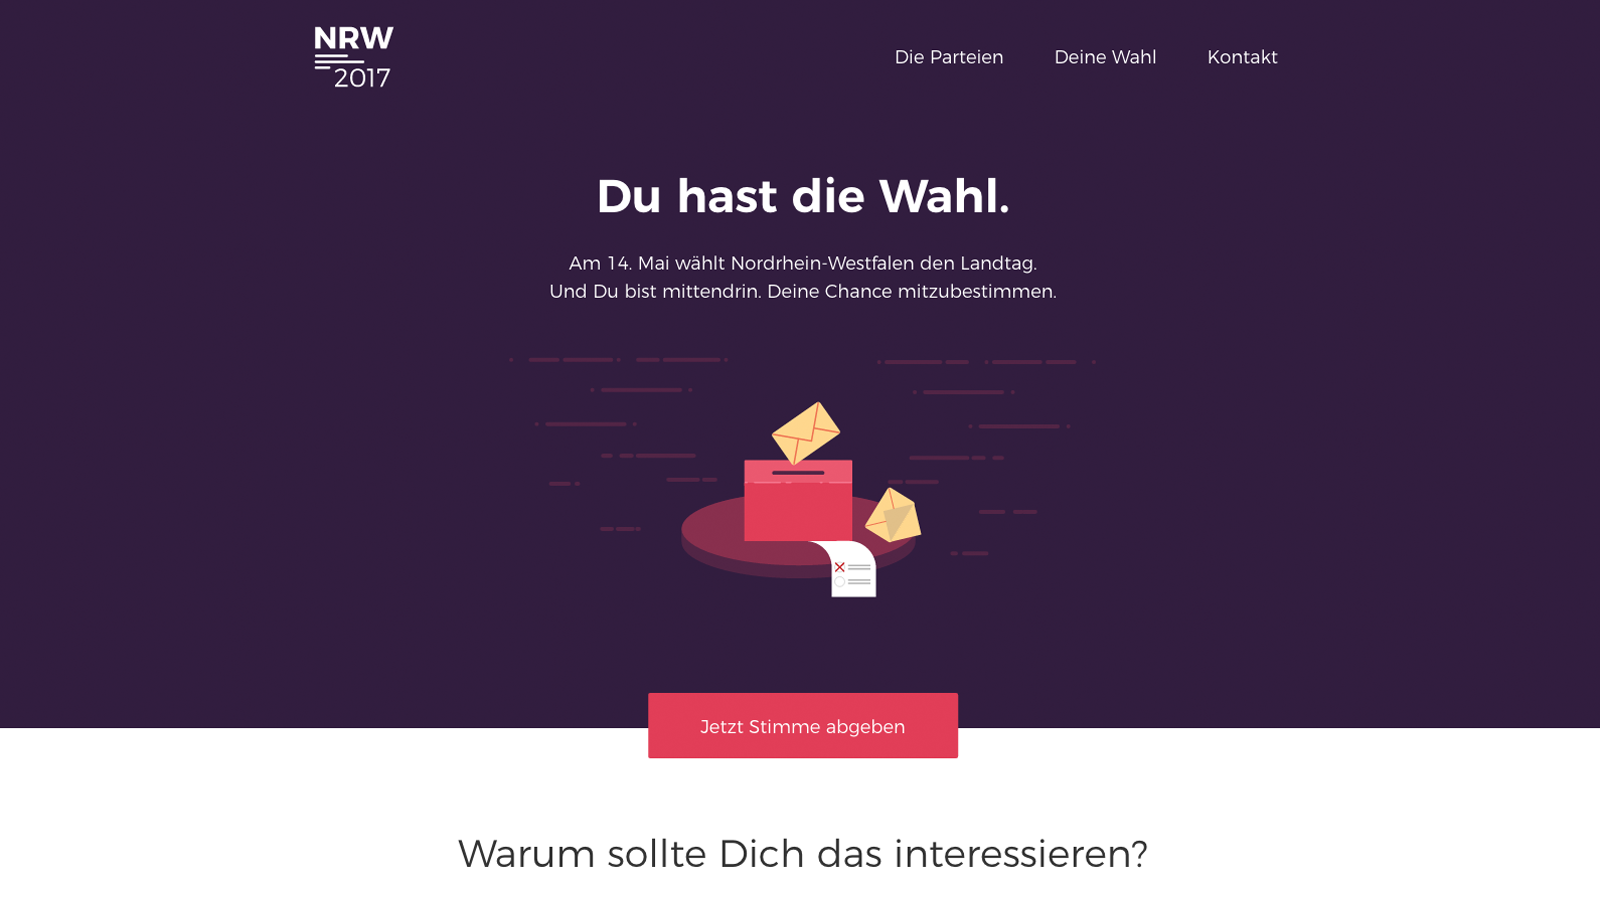 NRW
2017
Die Parteien
Deine Wahl
Kontakt
Du hast die Wahl.
Am 14. Mai wählt Nordrhein-Westfalen den Landtag.
Und Du bist mittendrin. Deine Chance mitzubestimmen.
Jetzt Stimme abgeben
Warum sollte Dich das interessieren?